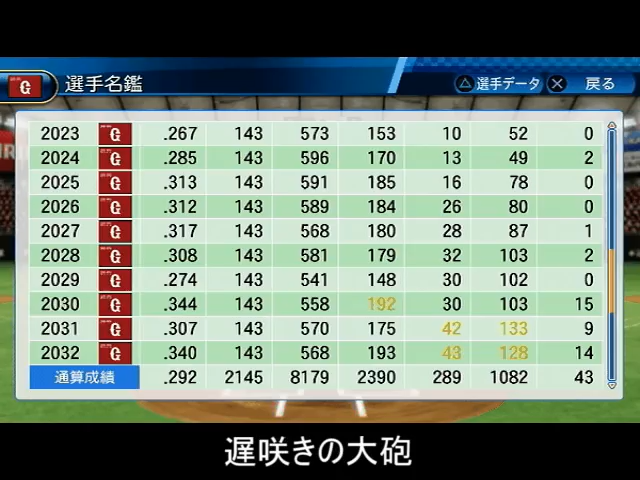 G 選手名鑑 △ 選手データ × 戻る
2023 G .267 143 573 153 10 52 0
2024 G .285 143 596 170 13 49 2
2025 G .313 143 591 185 16 78 0
2026 G .312 143 589 184 26 80 0
2027 G .317 143 568 180 28 87 1
2028 G .308 143 581 179 32 103 2
2029 G .274 143 541 148 30 102 0
2030 G .344 143 558 192 30 103 15
2031 G .307 143 570 175 42 133 9
2032 G .340 143 568 193 43 128 14
通算成績 .292 2145 8179 2390 289 1082 43
遅咲きの大砲